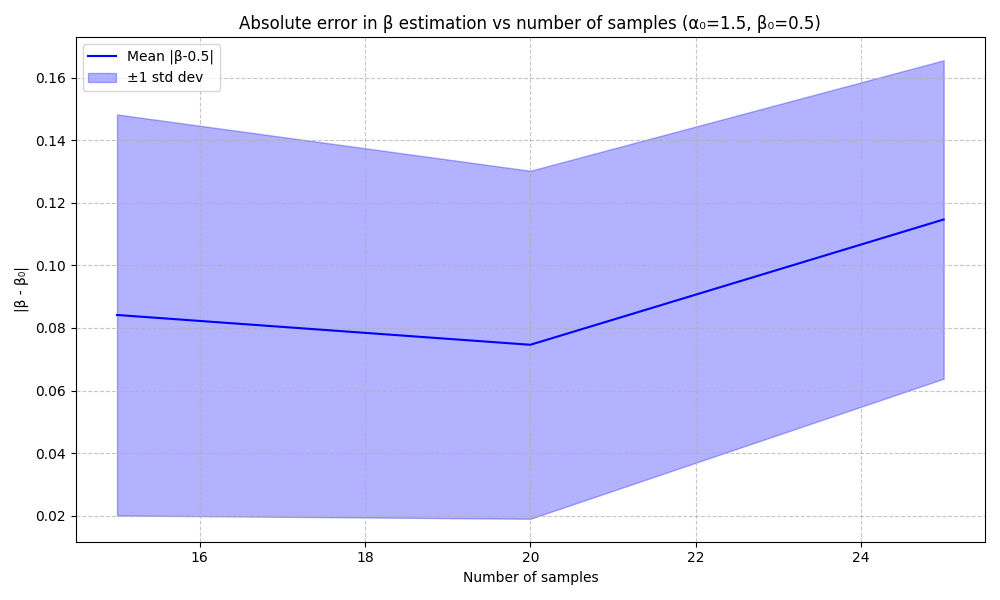 Absolute error in β estimation vs number of samples (α₀=1.5, β₀=0.5)
Mean |β-0.5|
±1 std dev
|β - β₀|
0.16
0.14
0.12
0.10
0.08
0.06
0.04
0.02
16 18 20 22 24
Number of samples